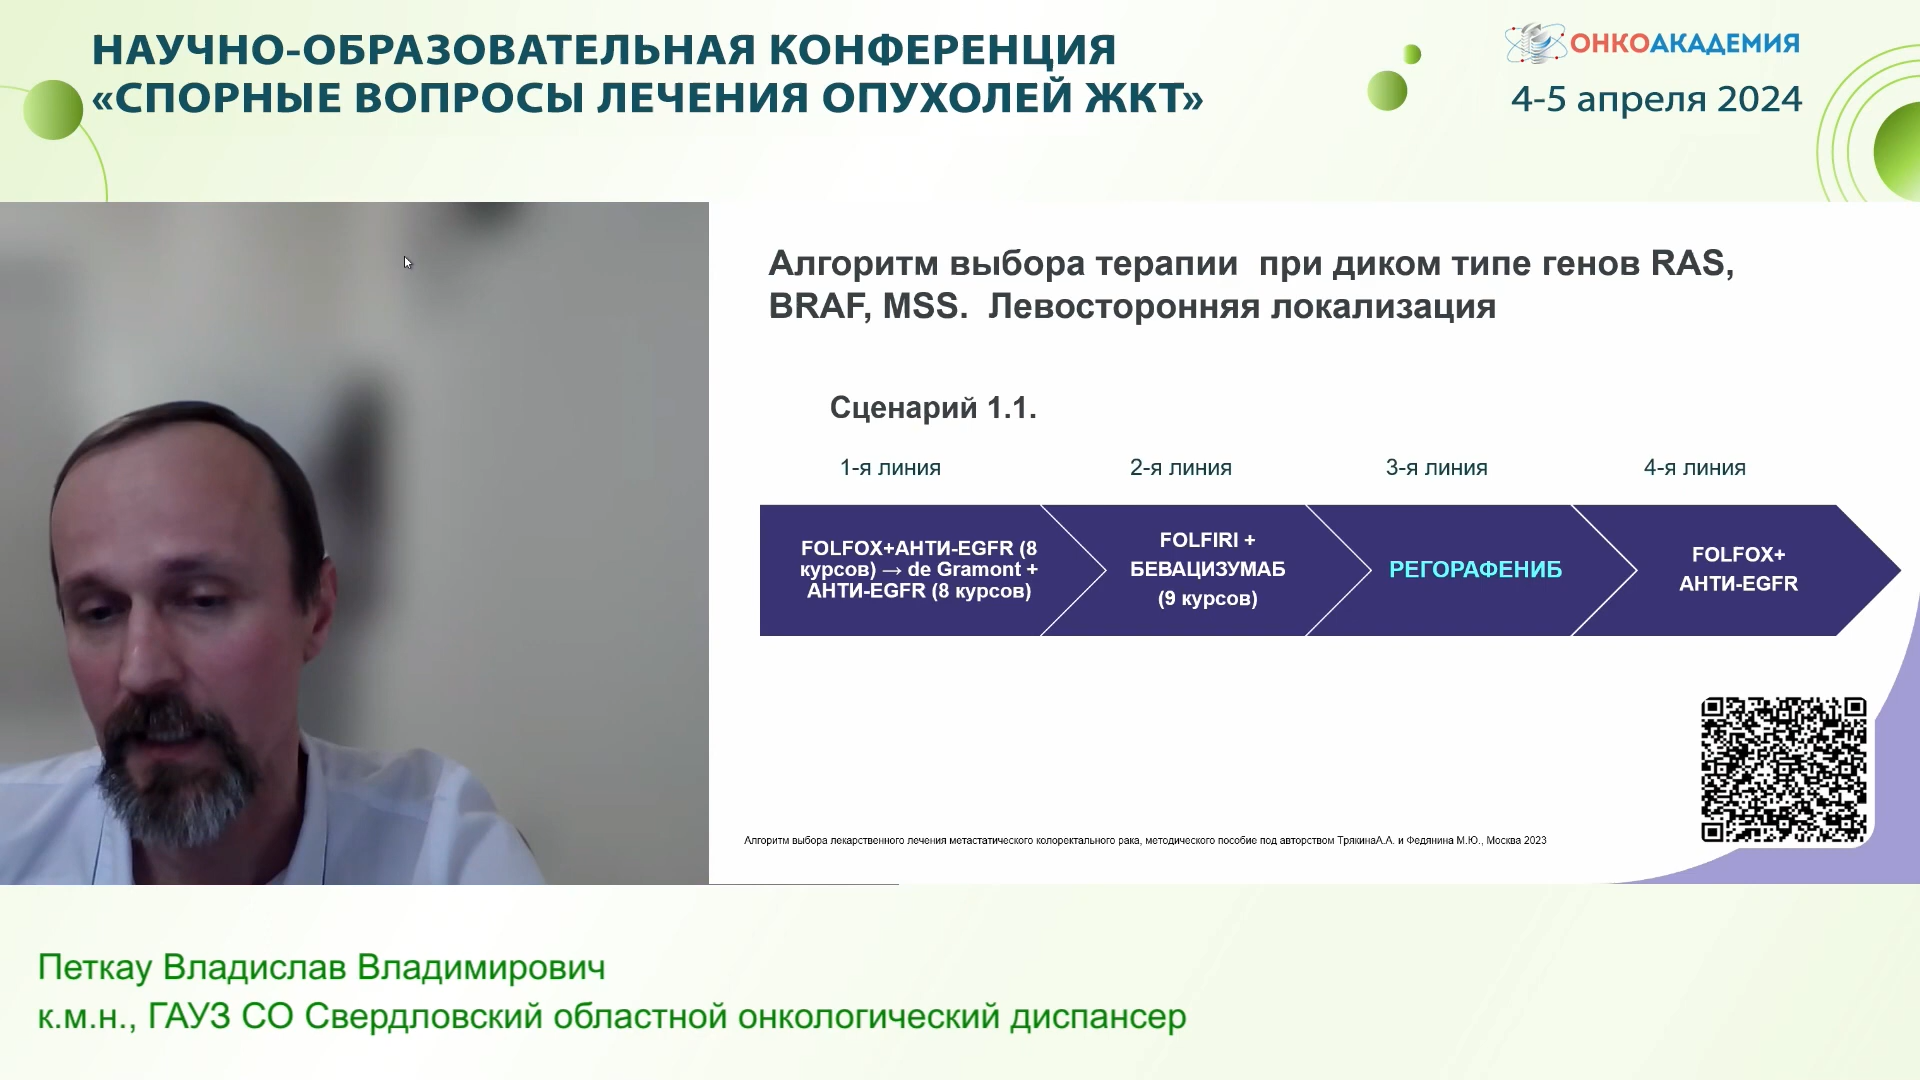 НАУЧНО-ОБРАЗОВАТЕЛЬНАЯ КОНФЕРЕНЦИЯ
«СПОРНЫЕ ВОПРОСЫ ЛЕЧЕНИЯ ОПУХОЛЕЙ ЖКТ»
ОНКОАКАДЕМИЯ
4-5 апреля 2024
Алгоритм выбора терапии при диком типе генов RAS,
BRAF, MSS. Левосторонняя локализация
Сценарий 1.1.
1-я линия
2-я линия
3-я линия
4-я линия
FOLFOX+АНТИ-EGFR (8
курсов) → de Gramont +
АНТИ-EGFR (8 курсов)
FOLFIRI +
БЕВАЦИЗУМАБ
(9 курсов)
РЕГОРАФЕНИБ
FOLFOX+
АНТИ-EGFR
Алгоритм выбора лекарственного лечения метастатического колоректального рака, методического пособие под авторством ТрякинаА.А. и Федянина М.Ю., Москва 2023
Петкау Владислав Владимирович
к.м.н., ГАУЗ СО Свердловский областной онкологический диспансер